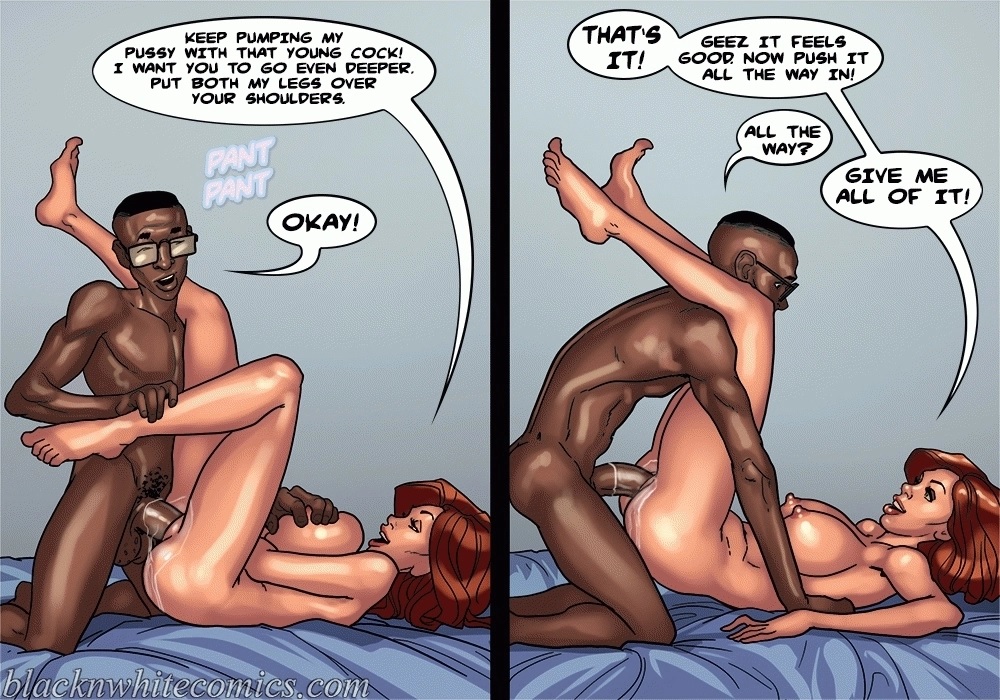 KEEP PUMPING MY
PUSSY WITH THAT YOUNG COCK!
I WANT YOU TO GO EVEN DEEPER.
PUT BOTH MY LEGS OVER
YOUR SHOULDERS.
PANT
PANT
OKAY!
THAT'S
IT!
GEEZ IT FEELS
GOOD. NOW PUSH IT
ALL THE WAY IN!
ALL THE
WAY?
GIVE ME
ALL OF IT!
blacknwhitecomics.com